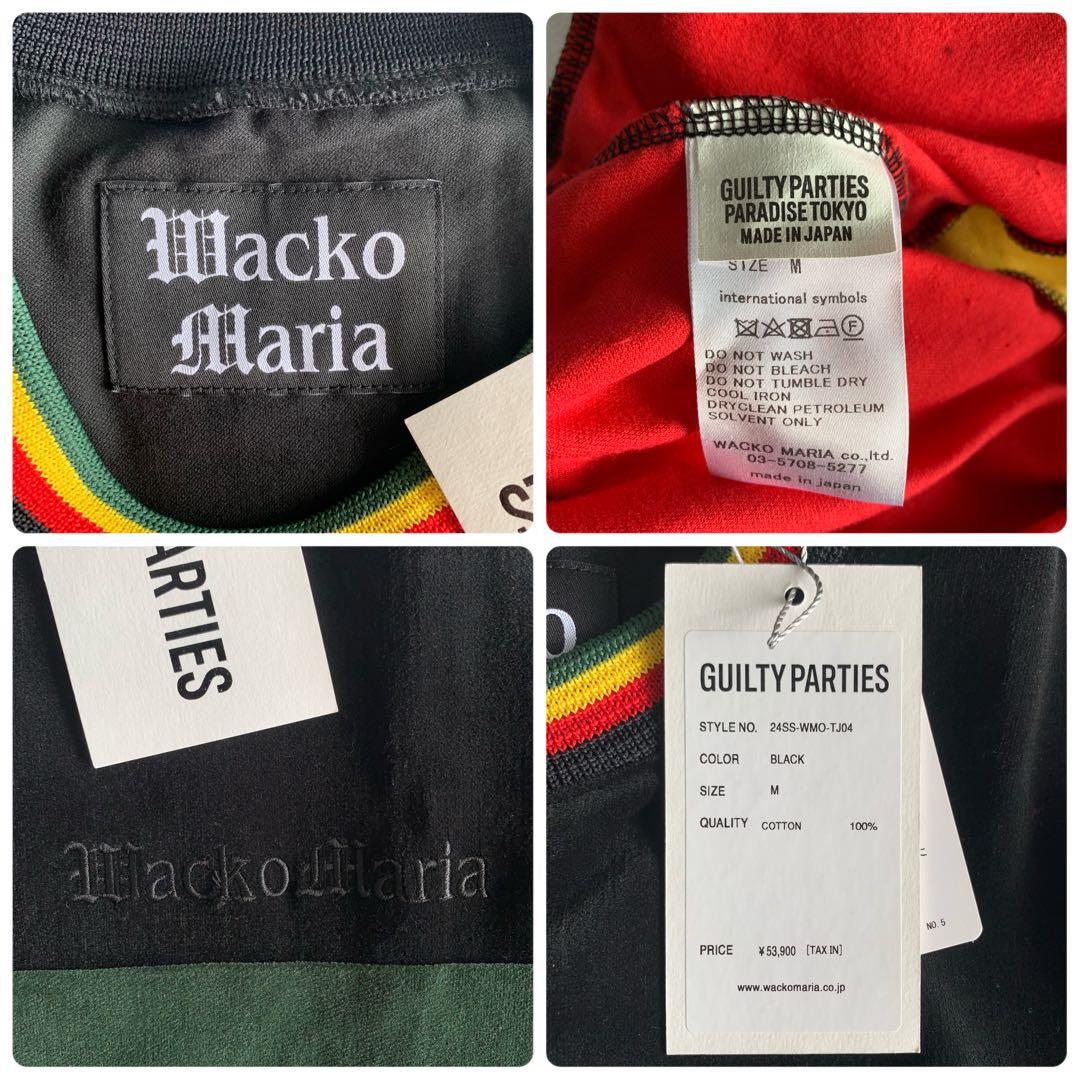 Wacko
Maria
GUILTY PARTIES
PARADISE TOKYO
MADE IN JAPAN
SIZE M
international symbols
DO NOT WASH
DO NOT BLEACH
DO NOT TUMBLE DRY
COOL IRON
DRYCLEAN PETROLEUM
SOLVENT ONLY
WACKO MARIA co.,ltd.
03-5708-5277
made in japan
ARTIES
WackoMaria
GUILTY PARTIES
STYLE NO. 24SS-WMO-TJ04
COLOR BLACK
SIZE M
QUALITY COTTON 100%
PRICE ¥53,900 [TAX IN]
www.wackomaria.co.jp
NO. 5